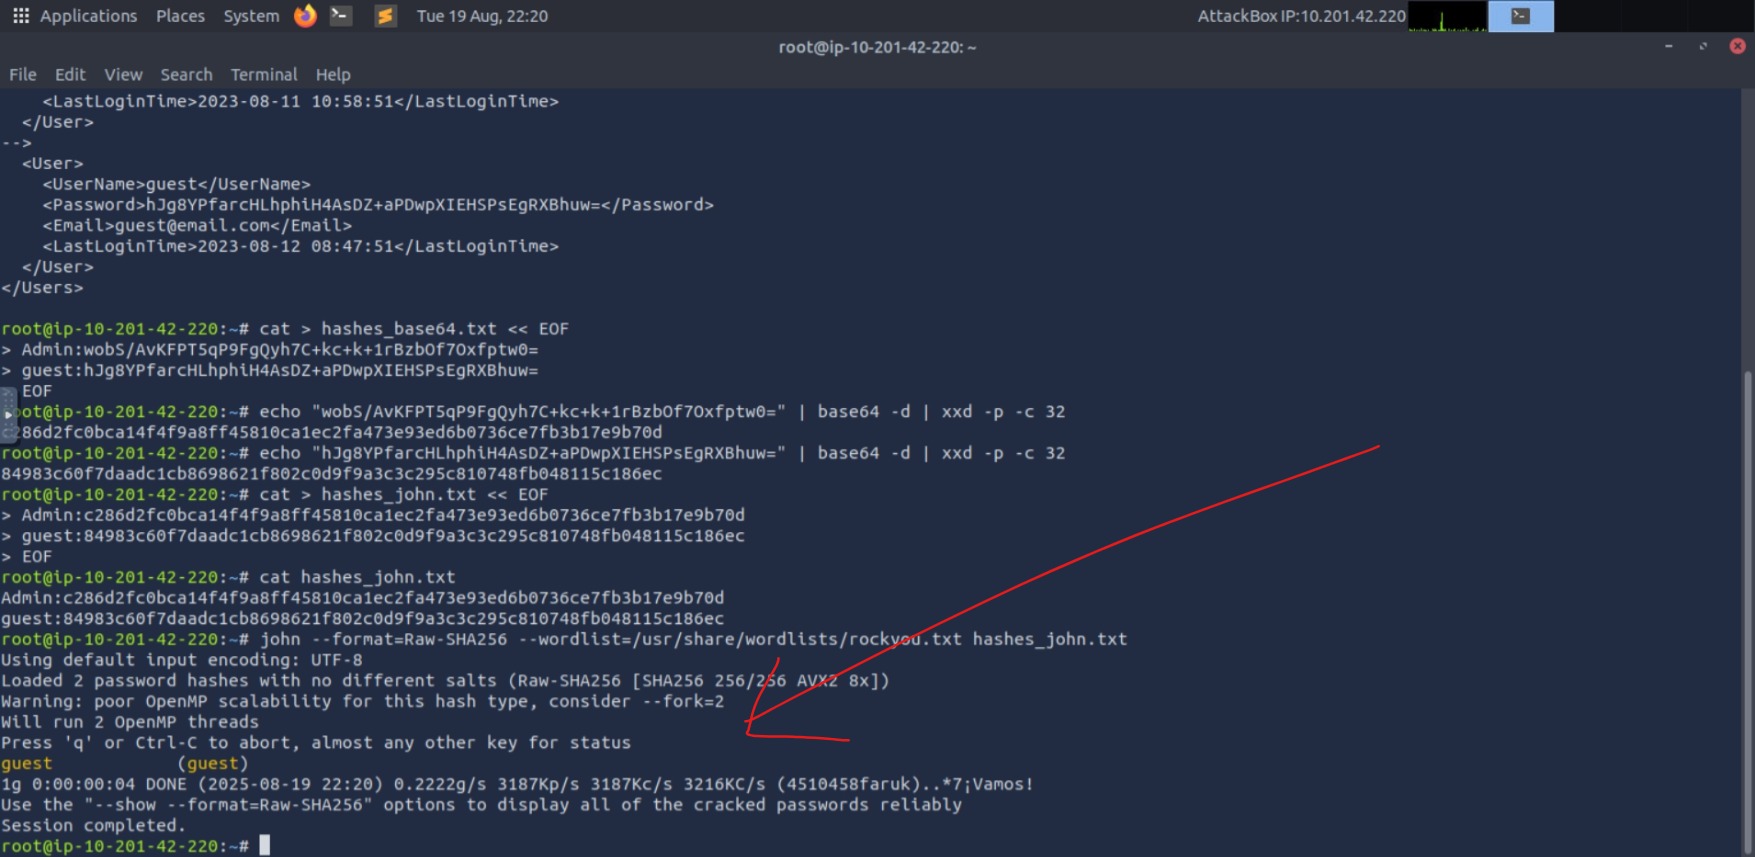 Applications Places System Tue 19 Aug, 22:20 AttackBox IP:10.201.42.220
root@ip-10-201-42-220: ~
File Edit View Search Terminal Help
<LastLoginTime>2023-08-11 10:58:51</LastLoginTime>
</User>
-->
<User>
<UserName>guest</UserName>
<Password>hJg8YPfarcHLhphiH4AsDZ+aPDwpXIEHSPsEgRXBhuw=</Password>
<Email>guest@email.com</Email>
<LastLoginTime>2023-08-12 08:47:51</LastLoginTime>
</User>
</Users>
root@ip-10-201-42-220:~# cat > hashes_base64.txt << EOF
> Admin:wobS/AvKFPT5qP9FgQyh7C+kc+k+1rBzbOf7Oxfptw0=
> guest:hJg8YPfarcHLhphiH4AsDZ+aPDwpXIEHSPsEgRXBhuw=
EOF
root@ip-10-201-42-220:~# echo "wobS/AvKFPT5qP9FgQyh7C+kc+k+1rBzbOf7Oxfptw0=" | base64 -d | xxd -p -c 32
c286d2fc0bca14f4f9a8ff45810ca1ec2fa473e93ed6b0736ce7fb3b17e9b70d
root@ip-10-201-42-220:~# echo "hJg8YPfarcHLhphiH4AsDZ+aPDwpXIEHSPsEgRXBhuw=" | base64 -d | xxd -p -c 32
84983c60f7daadc1cb8698621f802c0d9f9a3c3c295c810748fb048115c186ec
root@ip-10-201-42-220:~# cat > hashes_john.txt << EOF
> Admin:c286d2fc0bca14f4f9a8ff45810ca1ec2fa473e93ed6b0736ce7fb3b17e9b70d
> guest:84983c60f7daadc1cb8698621f802c0d9f9a3c3c295c810748fb048115c186ec
> EOF
root@ip-10-201-42-220:~# cat hashes_john.txt
Admin:c286d2fc0bca14f4f9a8ff45810ca1ec2fa473e93ed6b0736ce7fb3b17e9b70d
guest:84983c60f7daadc1cb8698621f802c0d9f9a3c3c295c810748fb048115c186ec
root@ip-10-201-42-220:~# john --format=Raw-SHA256 --wordlist=/usr/share/wordlists/rockyou.txt hashes_john.txt
Using default input encoding: UTF-8
Loaded 2 password hashes with no different salts (Raw-SHA256 [SHA256 256/256 AVX2 8x])
Warning: poor OpenMP scalability for this hash type, consider --fork=2
Will run 2 OpenMP threads
Press 'q' or Ctrl-C to abort, almost any other key for status
guest (guest)
1g 0:00:00:04 DONE (2025-08-19 22:20) 0.2222g/s 3187Kp/s 3187Kc/s 3216KC/s (4510458faruk)..*7¡Vamos!
Use the "--show --format=Raw-SHA256" options to display all of the cracked passwords reliably
Session completed.
root@ip-10-201-42-220:~#